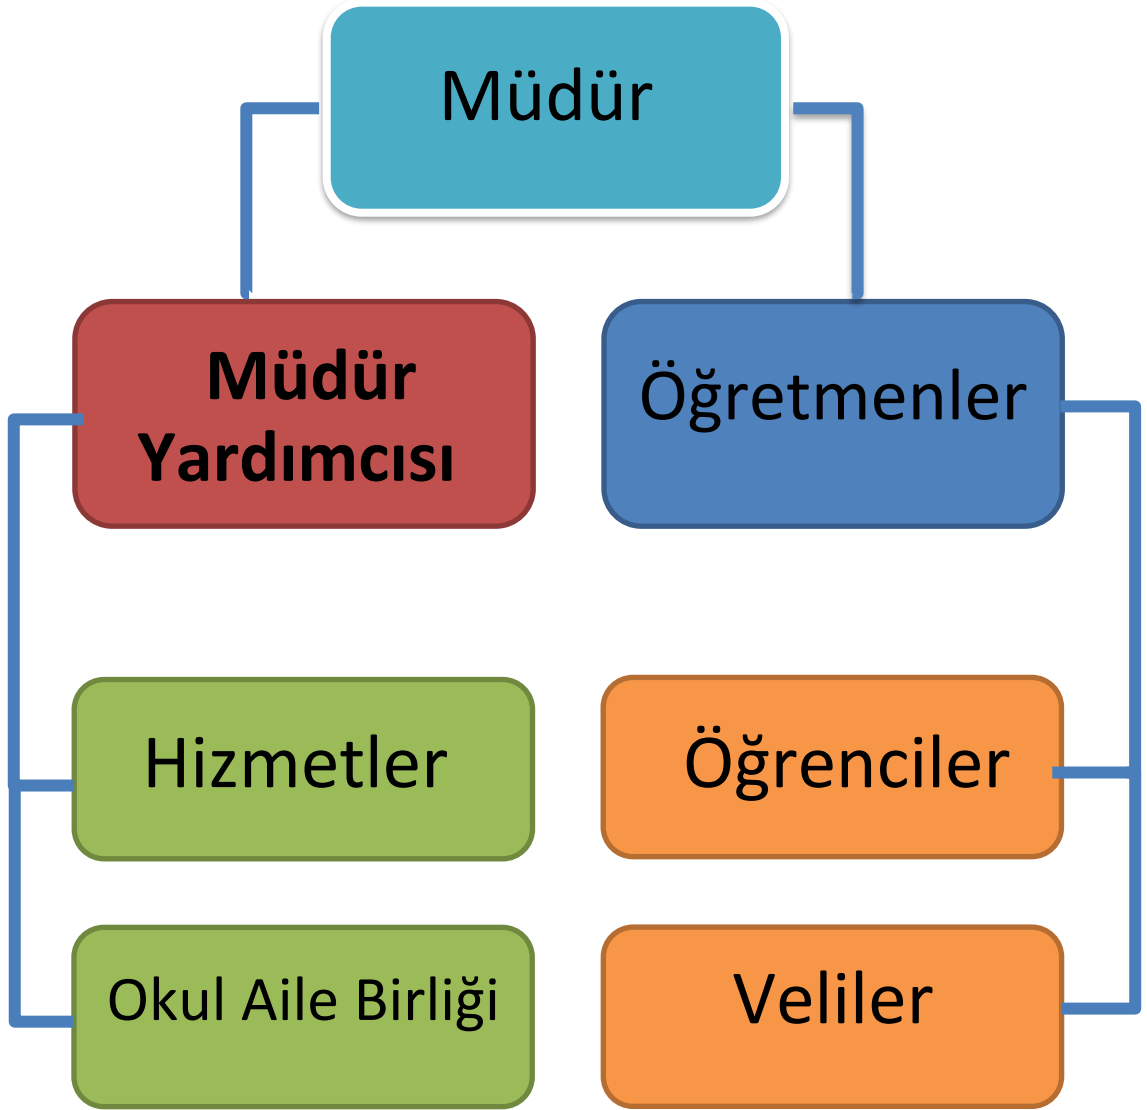 Müdür
Müdür
Yardımcısı
Öğretmenler
Hizmetler
Öğrenciler
Okul Aile Birliği
Veliler